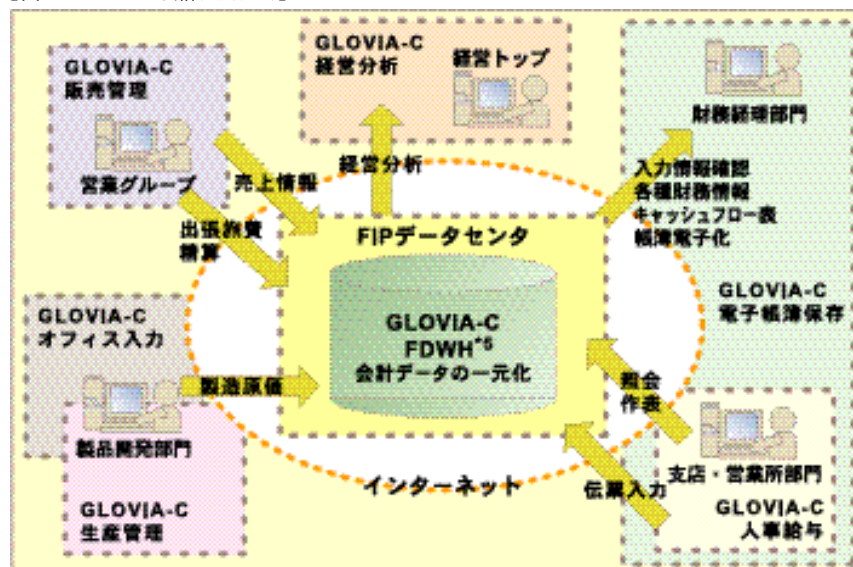 GLOVIA-C
販売管理
営業グループ
GLOVIA-C
経営分析
経営トップ
財務経理部門
売上情報
経営分析
入力情報確認
各種財務情報
キャッシュフロー表
帳簿電子化
出張旅費
精算
FIPデータセンタ
GLOVIA-C
FDWH*5
会計データの一元化
GLOVIA-C
電子帳簿保存
GLOVIA-C
オフィス入力
製造原価
製品開発部門
照会
作表
支店・営業所部門
インターネット
伝票入力
GLOVIA-C
生産管理
GLOVIA-C
人事給与